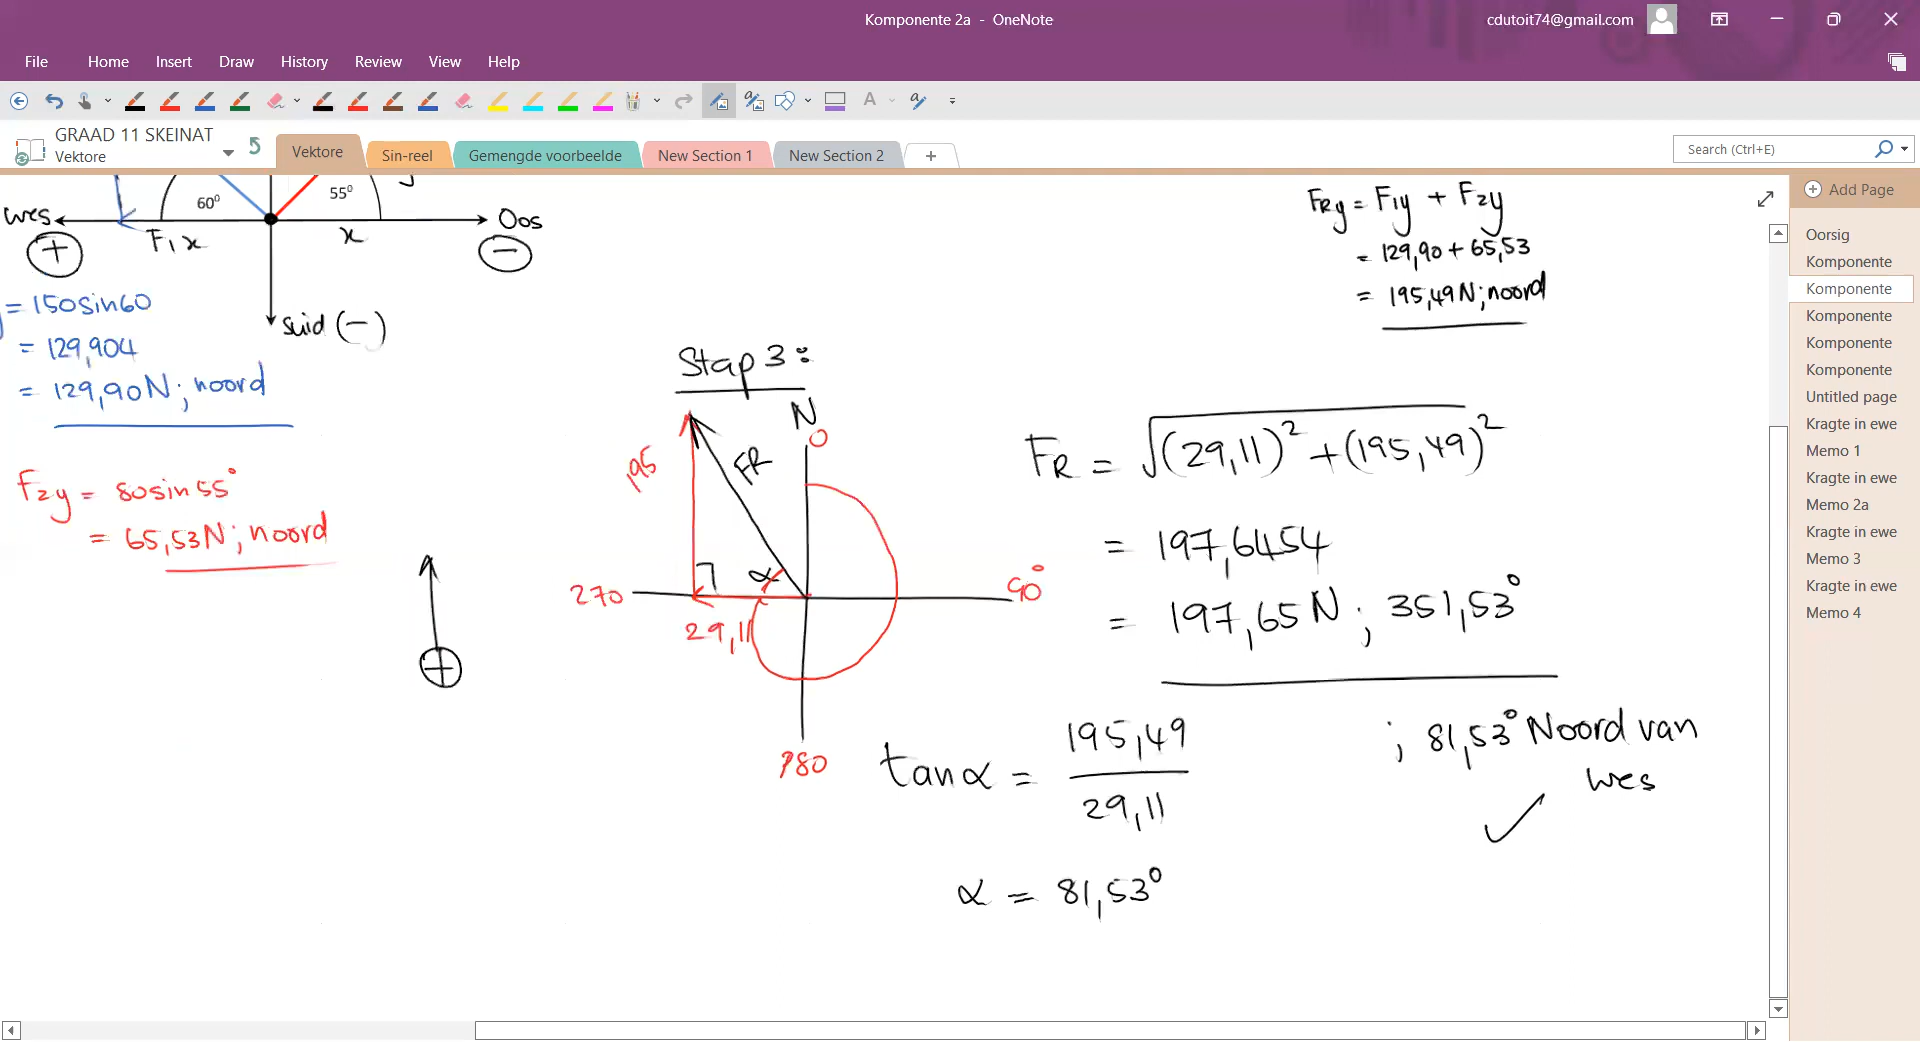 Komponente 2a - OneNote
cdutoit74@gmail.com
File Home Insert Draw History Review View Help
GRAAD 11 SKEINAT
Vektore
Vektore
Sin-reel
Gemengde voorbeelde
New Section 1
New Section 2
+
Search (Ctrl+E)
Add Page
Oorsig
Komponente
Komponente
Komponente
Komponente
Komponente
Untitled page
Kragte in ewe
Memo 1
Kragte in ewe
Memo 2a
Kragte in ewe
Memo 3
Kragte in ewe
Memo 4
60⁰ 55⁰
Wes Oos
F₁x x
+ −
Suid (−)
= 150sin60
= 129,904
= 129,90N; noord
F₂y = 80sin55°
= 65,53N; noord
+
FRy = F₁y + F₂y
= 129,90 + 65,53
= 195,49N; noord
Stap 3:
N
0
195
FR
α
270
90°
29,11
180
FR = √(29,11)² + (195,49)²
= 197,6454
= 197,65N; 351,53°
; 81,53° Noord van
wes
tanα = 195,49
29,11
α = 81,53°